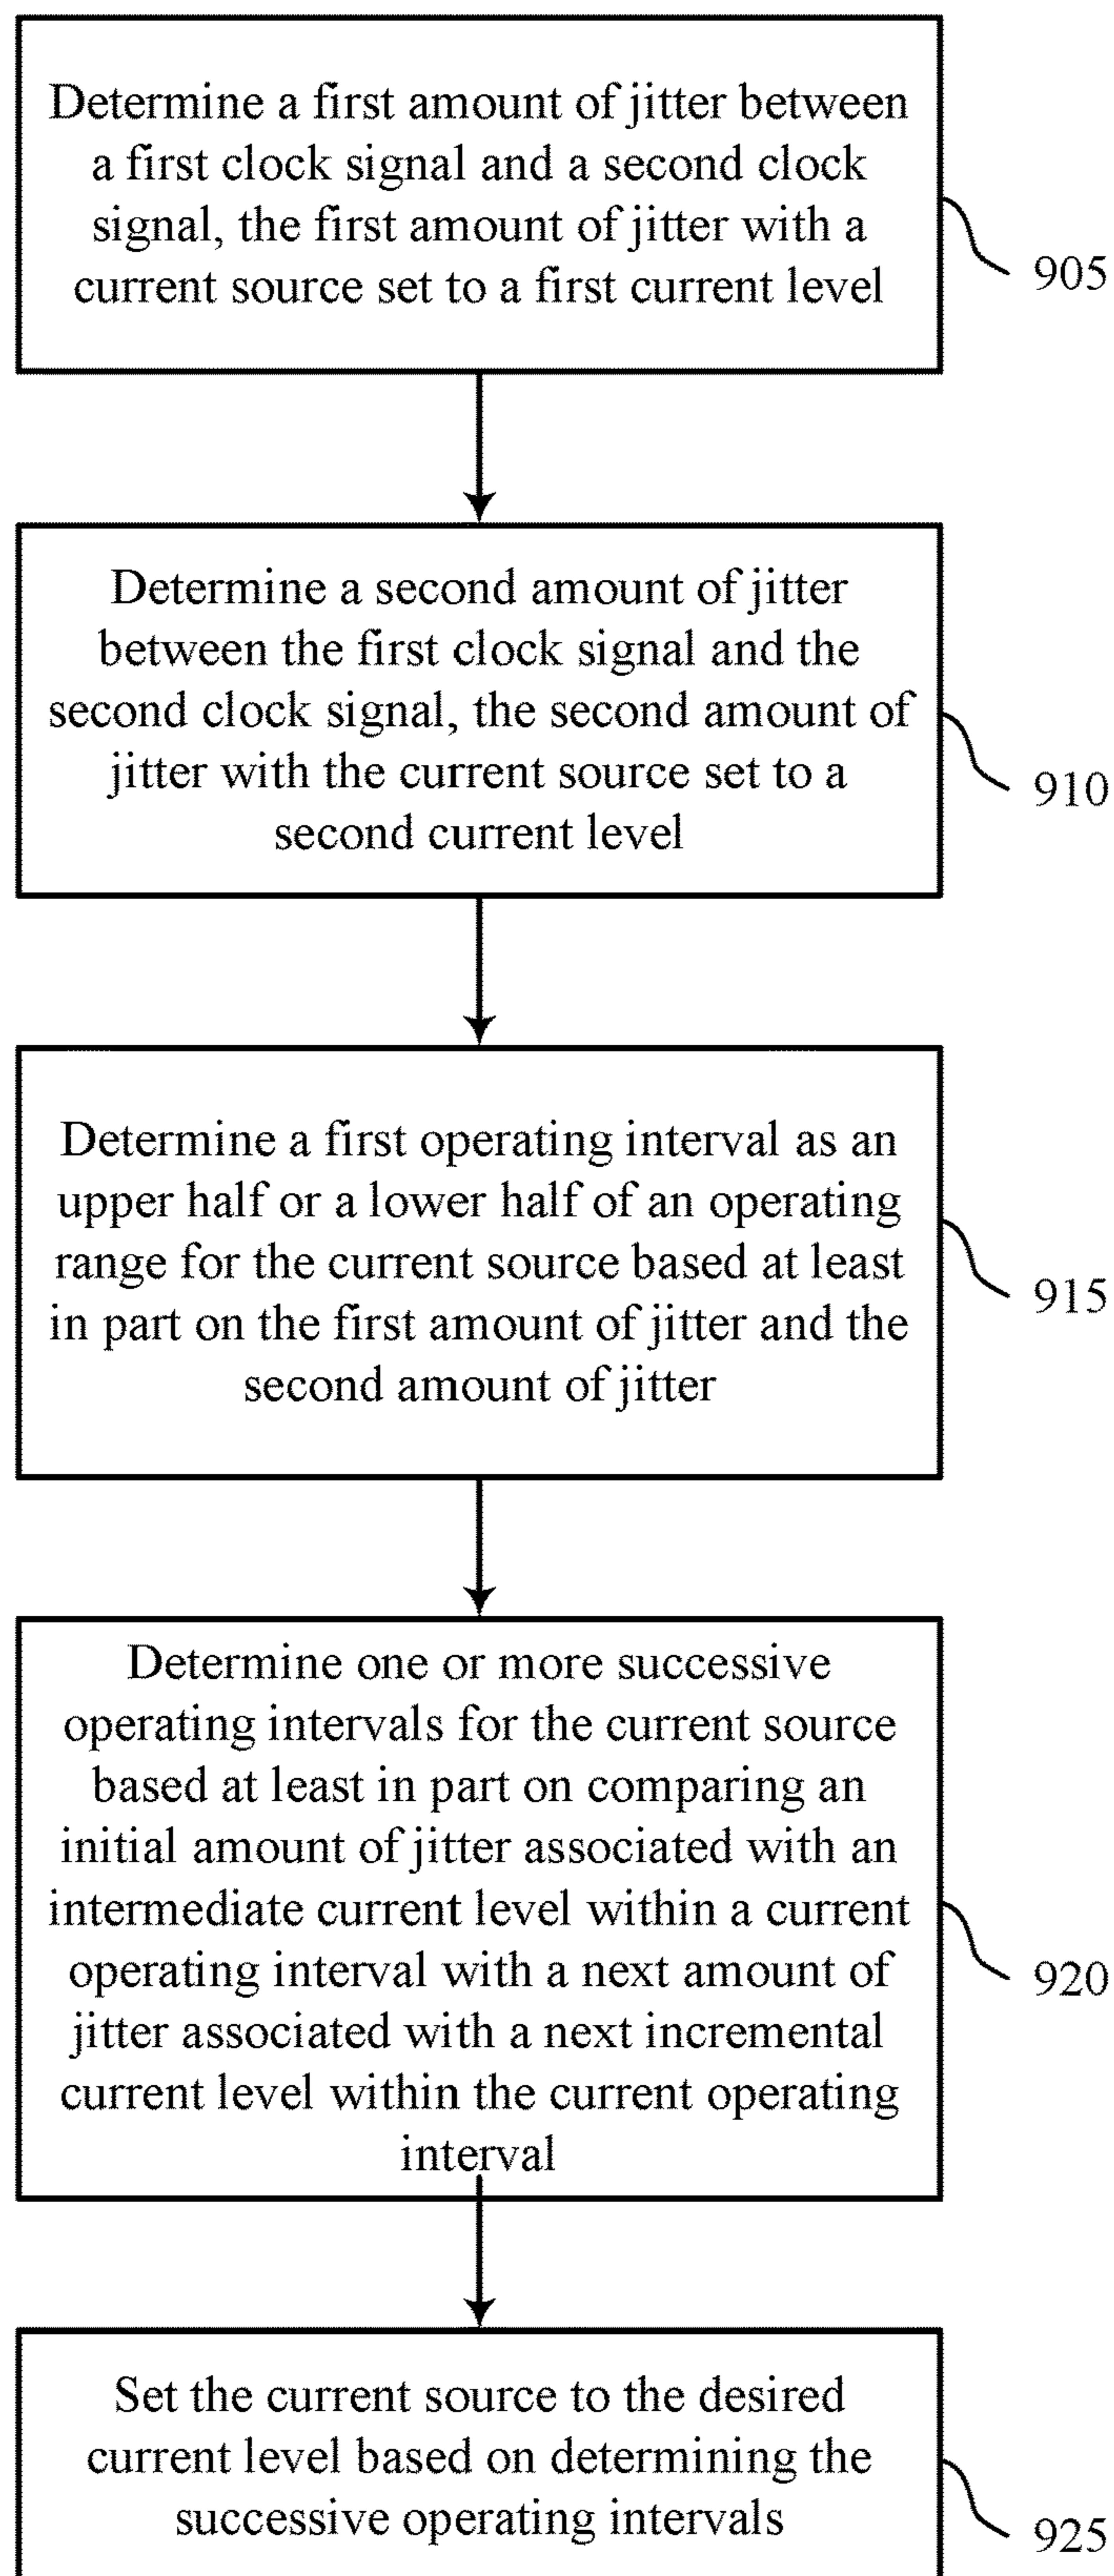 Determine a first amount of jitter between
a first clock signal and a second clock
signal, the first amount of jitter with a
current source set to a first current level
905
Determine a second amount of jitter
between the first clock signal and the
second clock signal, the second amount of
jitter with the current source set to a
second current level
910
Determine a first operating interval as an
upper half or a lower half of an operating
range for the current source based at least
in part on the first amount of jitter and the
second amount of jitter
915
Determine one or more successive
operating intervals for the current source
based at least in part on comparing an
initial amount of jitter associated with an
intermediate current level within a current
operating interval with a next amount of
jitter associated with a next incremental
current level within the current operating
interval
920
Set the current source to the desired
current level based on determining the
successive operating intervals
925